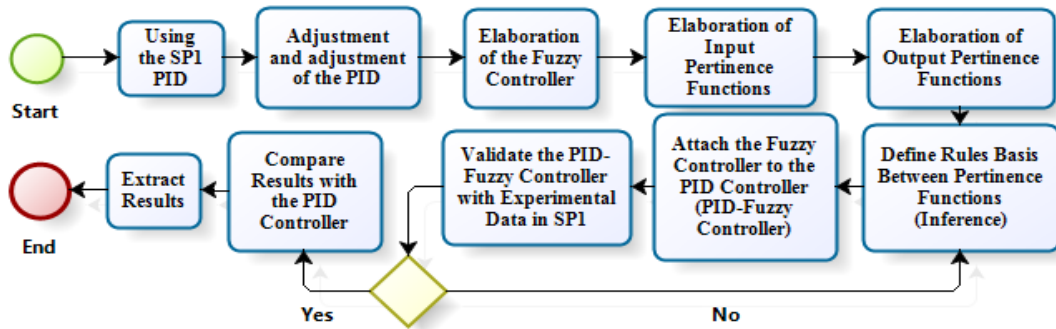 Using
the SP1
PID
Adjustment
and adjustment
of the PID
Elaboration
of the Fuzzy
Controller
Elaboration of
Input
Pertinence
Functions
Elaboration of
Output Pertinence
Functions
Start
Define Rules Basis
Between Pertinence
Functions
(Inference)
Attach the Fuzzy
Controller to the
PID Controller
(PID-Fuzzy
Controller)
Validate the PID-
Fuzzy Controller
with Experimental
Data in SP1
Compare
Results with
the PID
Controller
Extract
Results
End
Yes
No